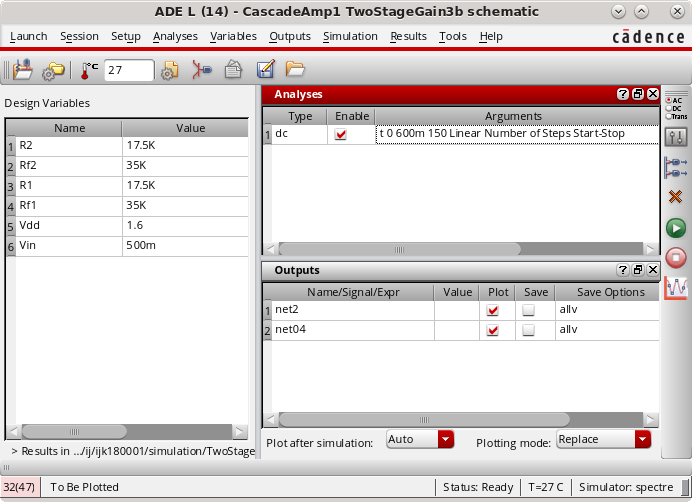 ADE L (14) - CascadeAmp1 TwoStageGain3b schematic
Launch Session Setup Analyses Variables Outputs Simulation Results Tools Help
cādence
27
Design Variables
Name Value
1 R2 17.5K
2 Rf2 35K
3 R1 17.5K
4 Rf1 35K
5 Vdd 1.6
6 Vin 500m
> Results in .../ij/ijk180001/simulation/TwoStage
Analyses
Type Enable Arguments
1 dc t 0 600m 150 Linear Number of Steps Start-Stop
Outputs
Name/Signal/Expr Value Plot Save Save Options
1 net2 allv
2 net04 allv
Plot after simulation: Auto Plotting mode: Replace
AC
DC
Trans
32(47) To Be Plotted Status: Ready T=27 C Simulator: spectre